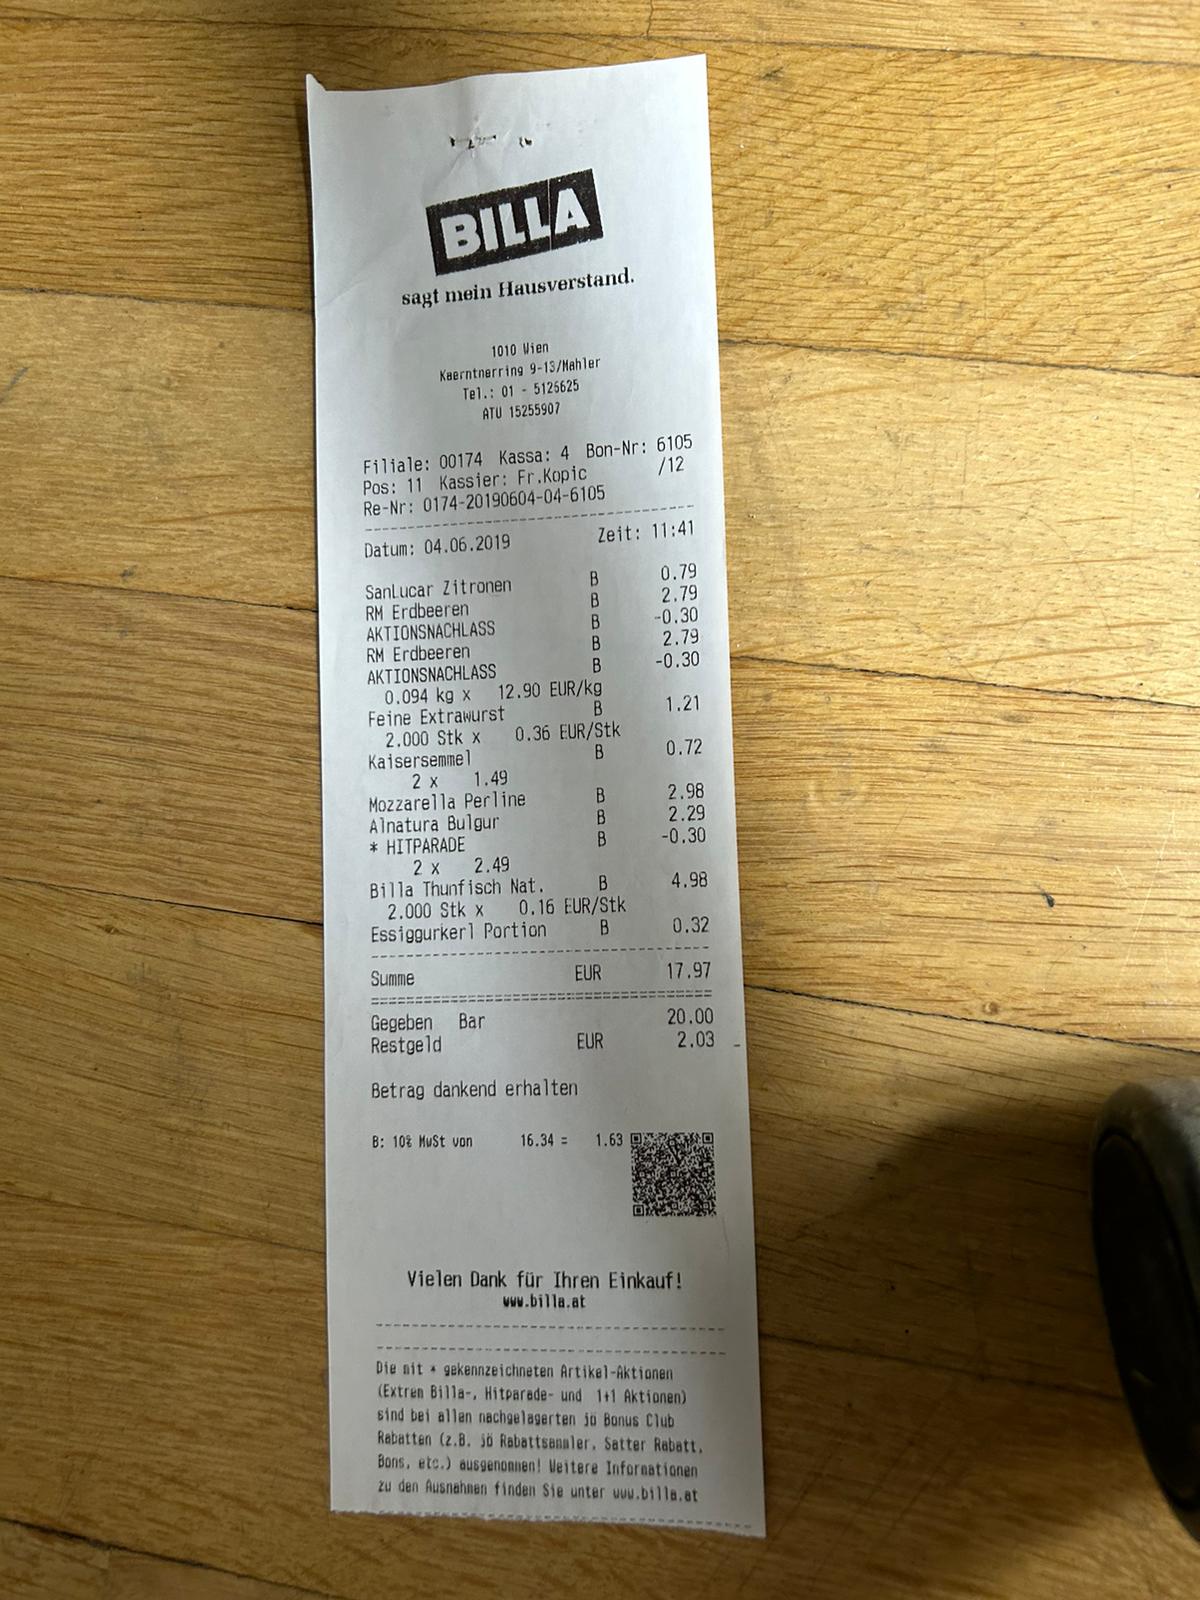 BILLA
sagt mein Hausverstand.
1010 Wien
Kaerntnerring 9-13/Mahler
Tel.: 01 - 5126625
ATU 15255907
Filiale: 00174 Kassa: 4 Bon-Nr: 6105
Pos: 11 Kassier: Fr.Kopic /12
Re-Nr: 0174-20190604-04-6105
Datum: 04.06.2019 Zeit: 11:41
SanLucar Zitronen B 0.79
RM Erdbeeren B 2.79
AKTIONSNACHLASS B -0.30
RM Erdbeeren B 2.79
AKTIONSNACHLASS B -0.30
0.094 kg x 12.90 EUR/kg
Feine Extrawurst B 1.21
2.000 Stk x 0.36 EUR/Stk
Kaisersemmel B 0.72
2 x 1.49
Mozzarella Perline B 2.98
Alnatura Bulgur B 2.29
* HITPARADE B -0.30
2 x 2.49
Billa Thunfisch Nat. B 4.98
2.000 Stk x 0.16 EUR/Stk
Essiggurkerl Portion B 0.32
Summe EUR 17.97
Gegeben Bar 20.00
Restgeld EUR 2.03
Betrag dankend erhalten
B: 10% MwSt von 16.34 = 1.63
Vielen Dank für Ihren Einkauf!
www.billa.at
Die mit * gekennzeichneten Artikel-Aktionen
(Extrem Billa-, Hitparade- und 1+1 Aktionen)
sind bei allen nachgelagerten jö Bonus Club
Rabatten (z.B. jö Rabattsammler, Satter Rabatt,
Bons, etc.) ausgenommen! Weitere Informationen
zu den Ausnahmen finden Sie unter www.billa.at